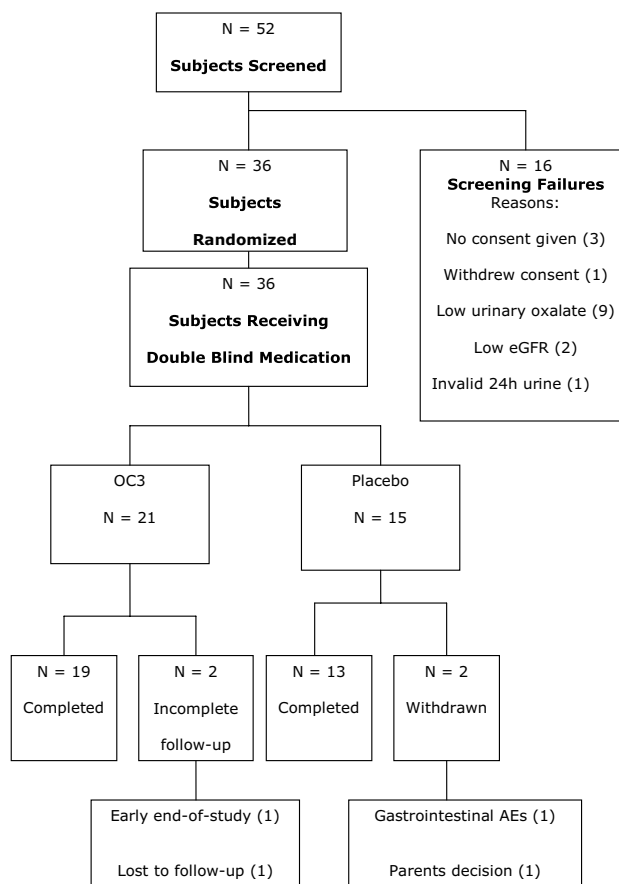 N = 52
Subjects Screened
N = 36
Subjects
Randomized
N = 16
Screening Failures
Reasons:
No consent given (3)
Withdrew consent (1)
Low urinary oxalate (9)
Low eGFR (2)
Invalid 24h urine (1)
N = 36
Subjects Receiving
Double Blind Medication
OC3
N = 21
Placebo
N = 15
N = 19
Completed
N = 2
Incomplete
follow-up
N = 13
Completed
N = 2
Withdrawn
Early end-of-study (1)
Lost to follow-up (1)
Gastrointestinal AEs (1)
Parents decision (1)